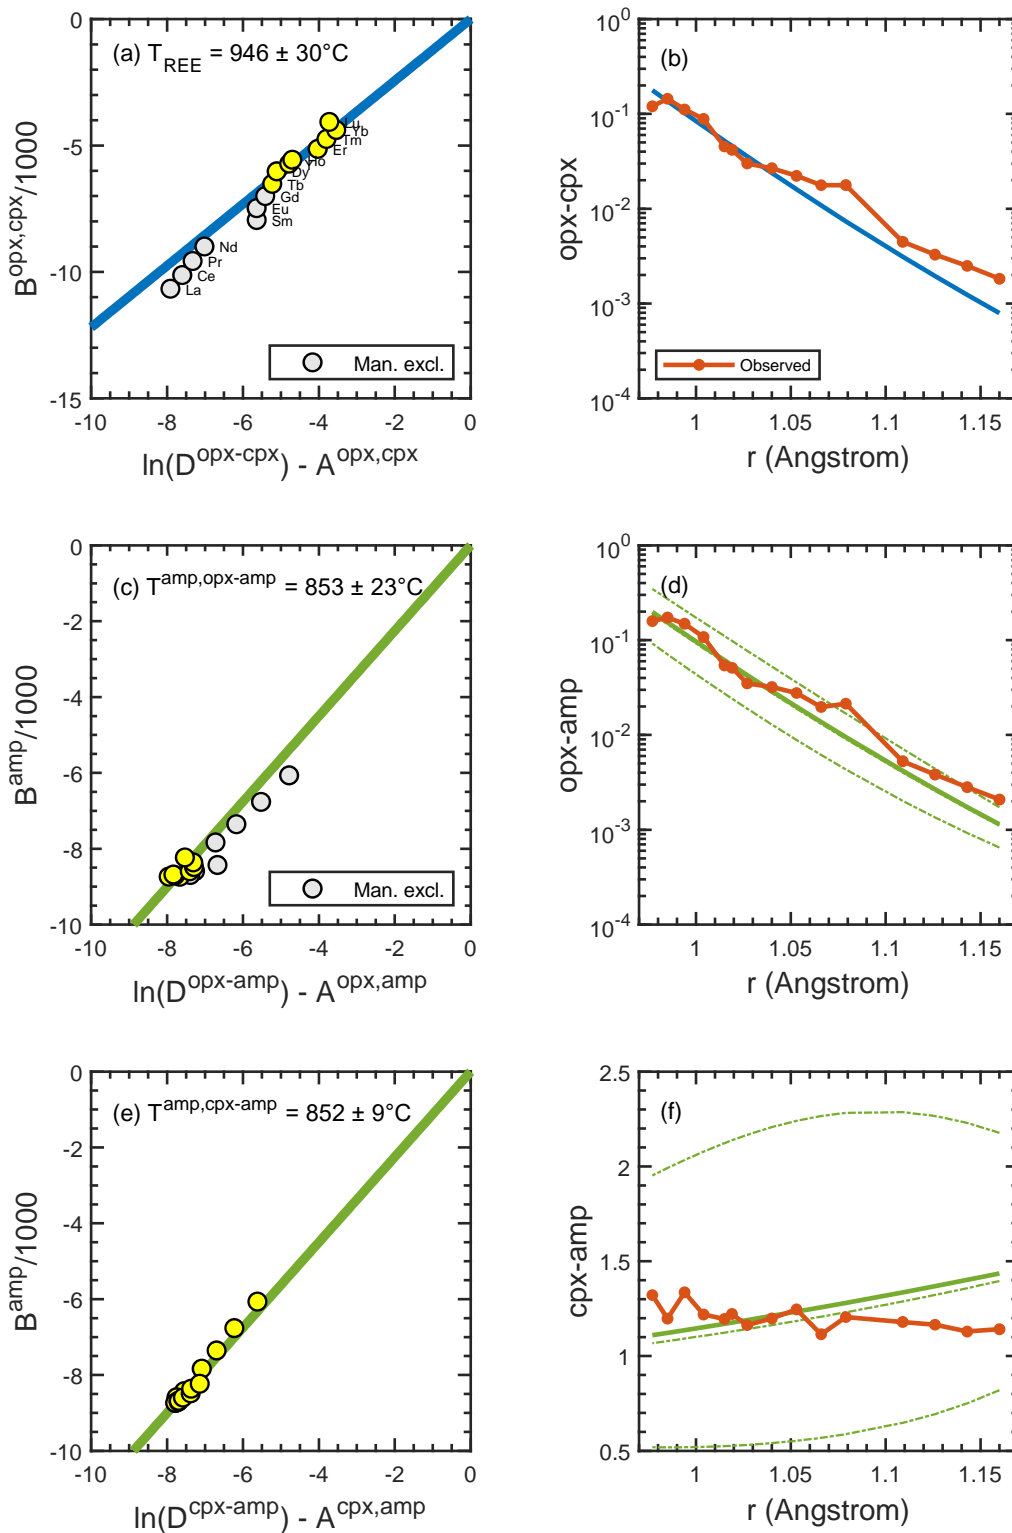 (a) T_REE = 946 ± 30°C
0
-5
-10
-15
B^opx,cpx/1000
Lu
Yb
Tm
Er
Ho
Dy
Tb
Gd
Eu
Sm
Nd
Pr
Ce
La
Man. excl.
-10 -8 -6 -4 -2 0
ln(D^opx-cpx) - A^opx,cpx
(b)
10^0
10^-1
10^-2
10^-3
10^-4
opx-cpx
Observed
1 1.05 1.1 1.15
r (Angstrom)
(c) T^amp,opx-amp = 853 ± 23°C
0
-2
-4
-6
-8
-10
B^amp/1000
Man. excl.
-10 -8 -6 -4 -2 0
ln(D^opx-amp) - A^opx,amp
(d)
10^0
10^-1
10^-2
10^-3
10^-4
opx-amp
1 1.05 1.1 1.15
r (Angstrom)
(e) T^amp,cpx-amp = 852 ± 9°C
0
-2
-4
-6
-8
-10
B^amp/1000
-10 -8 -6 -4 -2 0
ln(D^cpx-amp) - A^cpx,amp
(f)
2.5
2
1.5
1
0.5
cpx-amp
1 1.05 1.1 1.15
r (Angstrom)